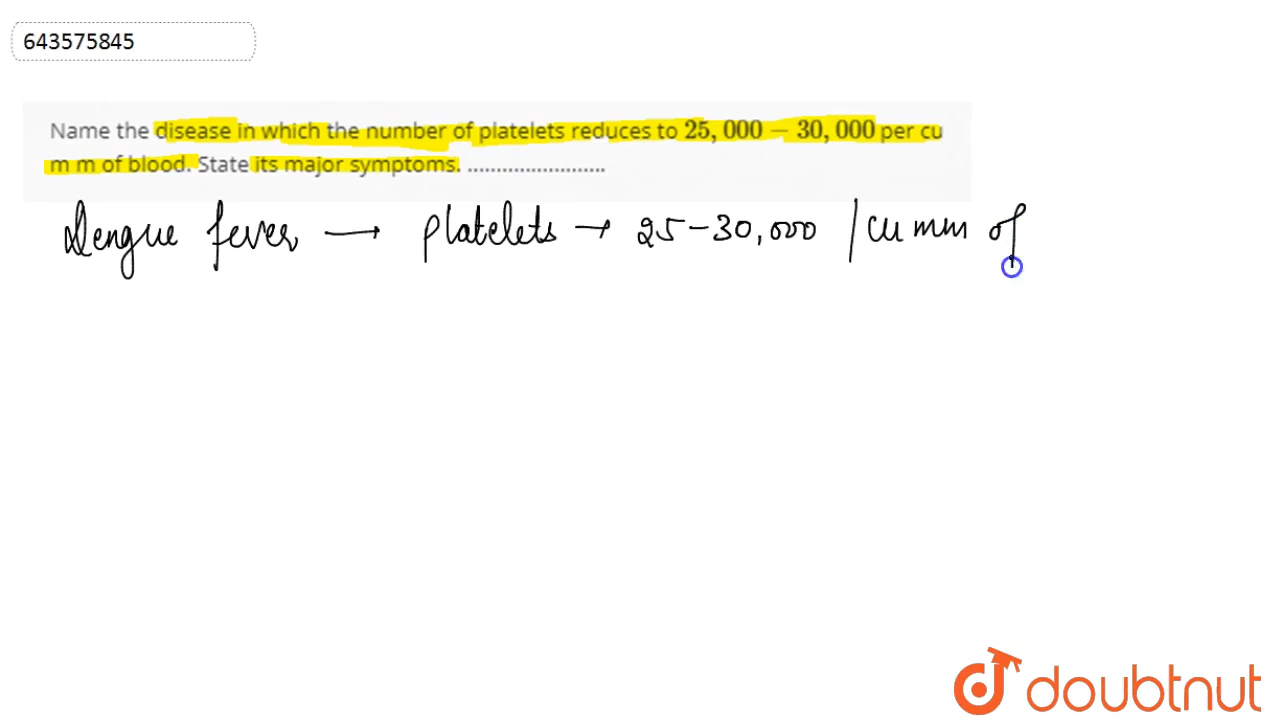 643575845
Name the disease in which the number of platelets reduces to 25, 000 − 30, 000 per cu
m m of blood. State its major symptoms. ........................
Dengue fever → platelets → 25-30,000 / cu mm of
doubtnut